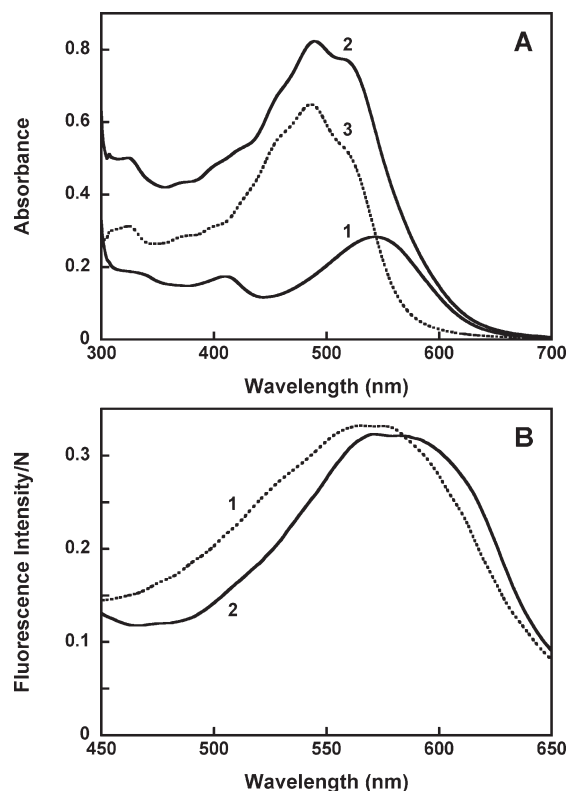 A
0.8
2
0.6
3
0.4
1
0.2
0
300 400 500 600 700
Absorbance
Wavelength (nm)
B
0.3
1
0.2
2
0.1
0
450 500 550 600 650
Fluorescence Intensity/N
Wavelength (nm)